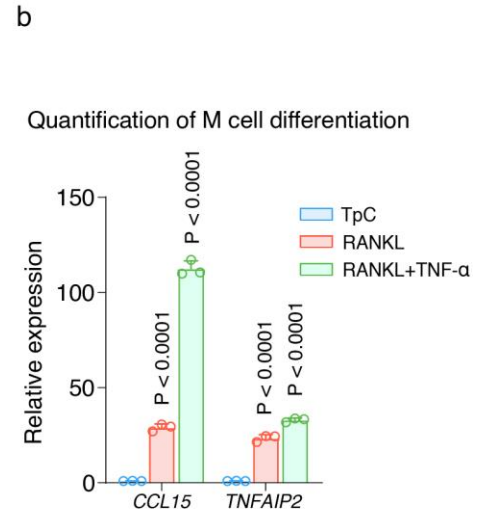 b
Quantification of M cell differentiation
Relative expression
150
100
50
0
P < 0.0001
P < 0.0001
P < 0.0001
P < 0.0001
TpC
RANKL
RANKL+TNF-α
CCL15
TNFAIP2